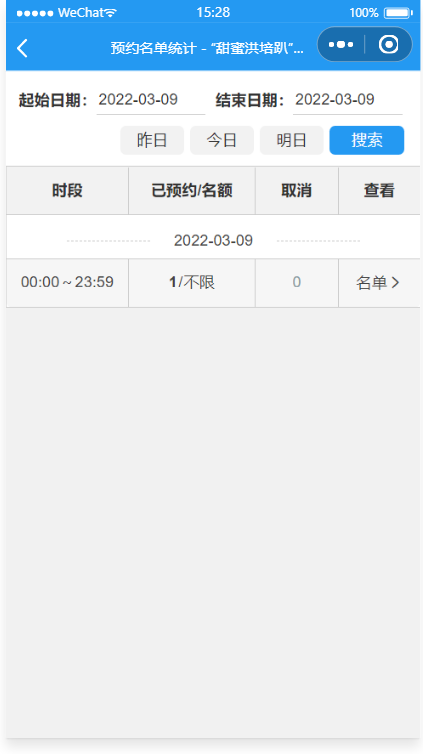 WeChat 15:28 100%
预约名单统计 - “甜蜜洪培趴”...
起始日期： 2022-03-09 结束日期： 2022-03-09
昨日 今日 明日 搜索
时段 已预约/名额 取消 查看
2022-03-09
00:00 ~ 23:59 1/不限 0 名单